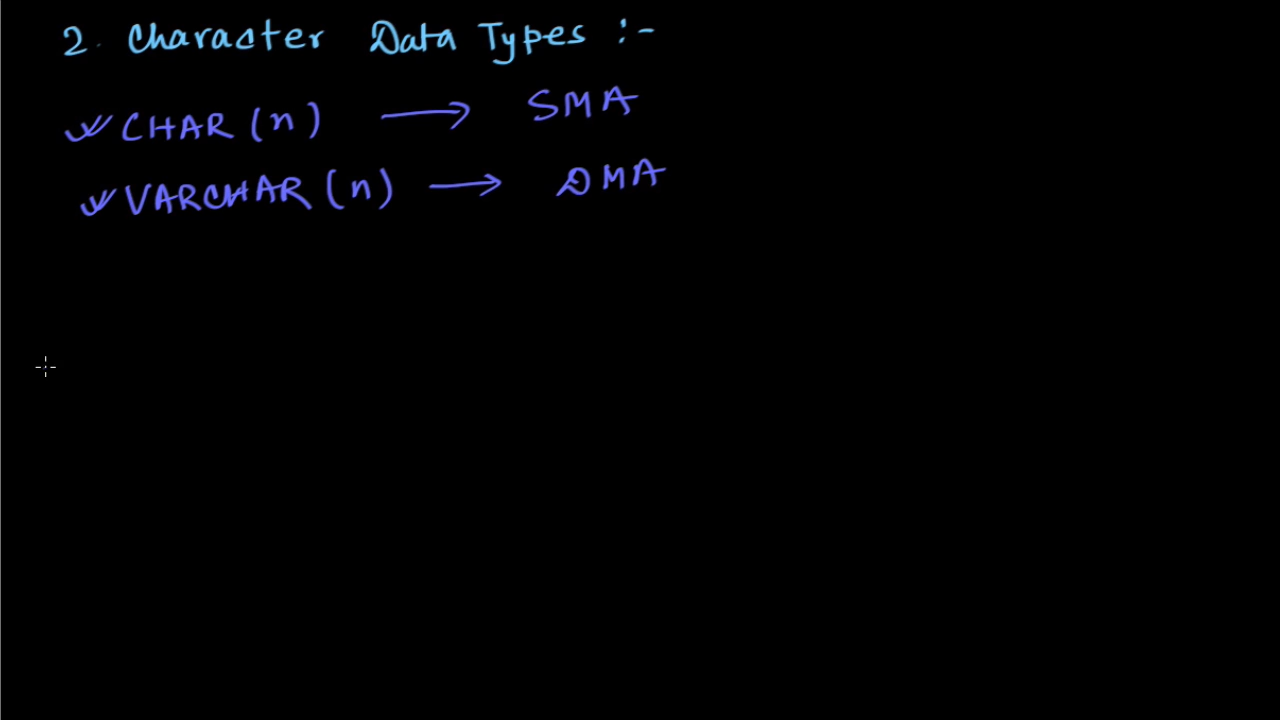 2. Character Data Types :-
CHAR(n) → SMA
VARCHAR(n) → DMA